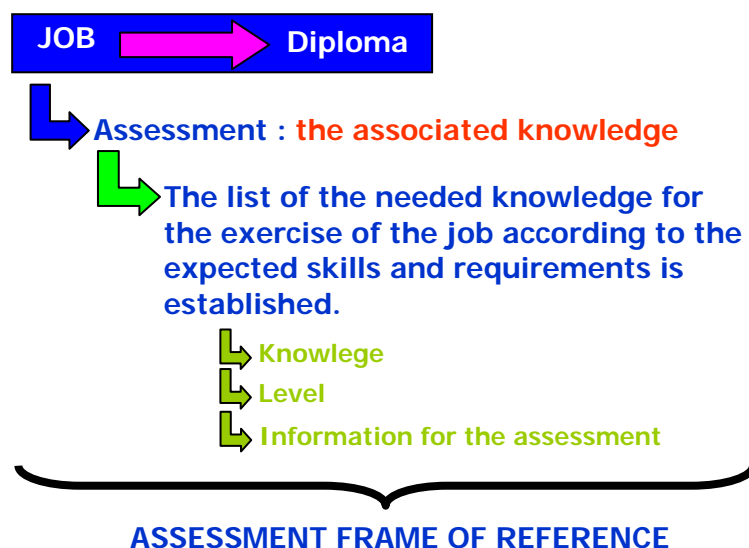 JOB Diploma
Assessment : the associated knowledge
The list of the needed knowledge for
the exercise of the job according to the
expected skills and requirements is
established.
Knowlege
Level
Information for the assessment
ASSESSMENT FRAME OF REFERENCE